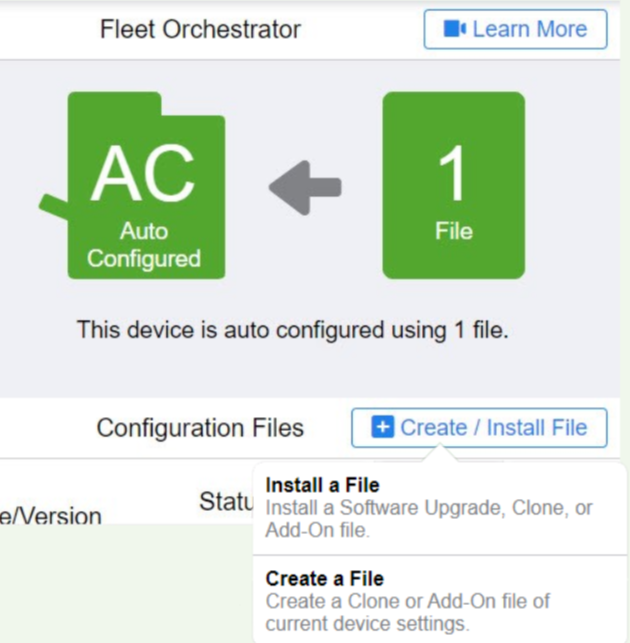 Fleet Orchestrator
Learn More
AC
Auto
Configured
1
File
This device is auto configured using 1 file.
Configuration Files
Create / Install File
e/Version
Statu
Install a File
Install a Software Upgrade, Clone, or
Add-On file.
Create a File
Create a Clone or Add-On file of
current device settings.